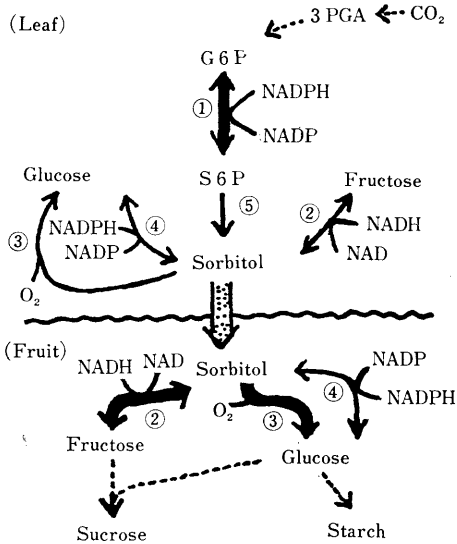 (Leaf)
3 PGA
CO₂
G 6 P
①
NADPH
NADP
Glucose
S 6 P
Fructose
③
NADPH
NADP
④
⑤
②
NADH
NAD
O₂
Sorbitol
(Fruit)
NADH
NAD
Sorbitol
NADP
NADPH
②
O₂
③
④
Fructose
Glucose
Sucrose
Starch